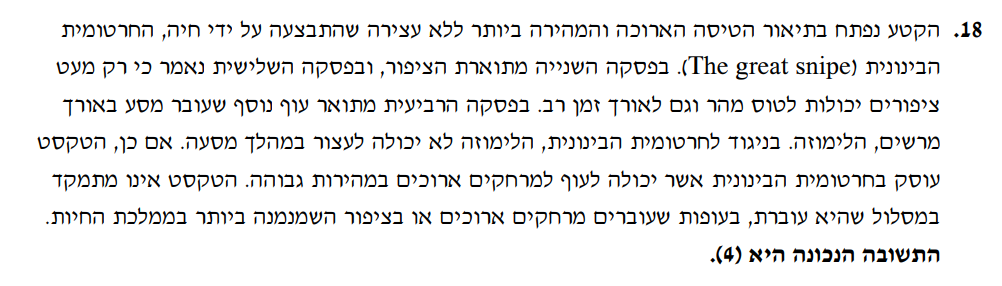 18. הקטע נפתח בתיאור הטיסה הארוכה והמהירה ביותר ללא עצירה שהתבצעה על ידי חיה, החרטומית
הבינונית (The great snipe). בפסקה השנייה מתוארת הציפור, ובפסקה השלישית נאמר כי רק מעט
ציפורים יכולות לטוס מהר וגם לאורך זמן רב. בפסקה הרביעית מתואר עוף נוסף שעובר מסע באורך
מרשים, הלימוזה. בניגוד לחרטומית הבינונית, הלימוזה לא יכולה לעצור במהלך מסעה. אם כן, הטקסט
עוסק בחרטומית הבינונית אשר יכולה לעוף למרחקים ארוכים במהירות גבוהה. הטקסט אינו מתמקד
במסלול שהיא עוברת, בעופות שעוברים מרחקים ארוכים או בציפור השמנמנה ביותר בממלכת החיות.
התשובה הנכונה היא (4).